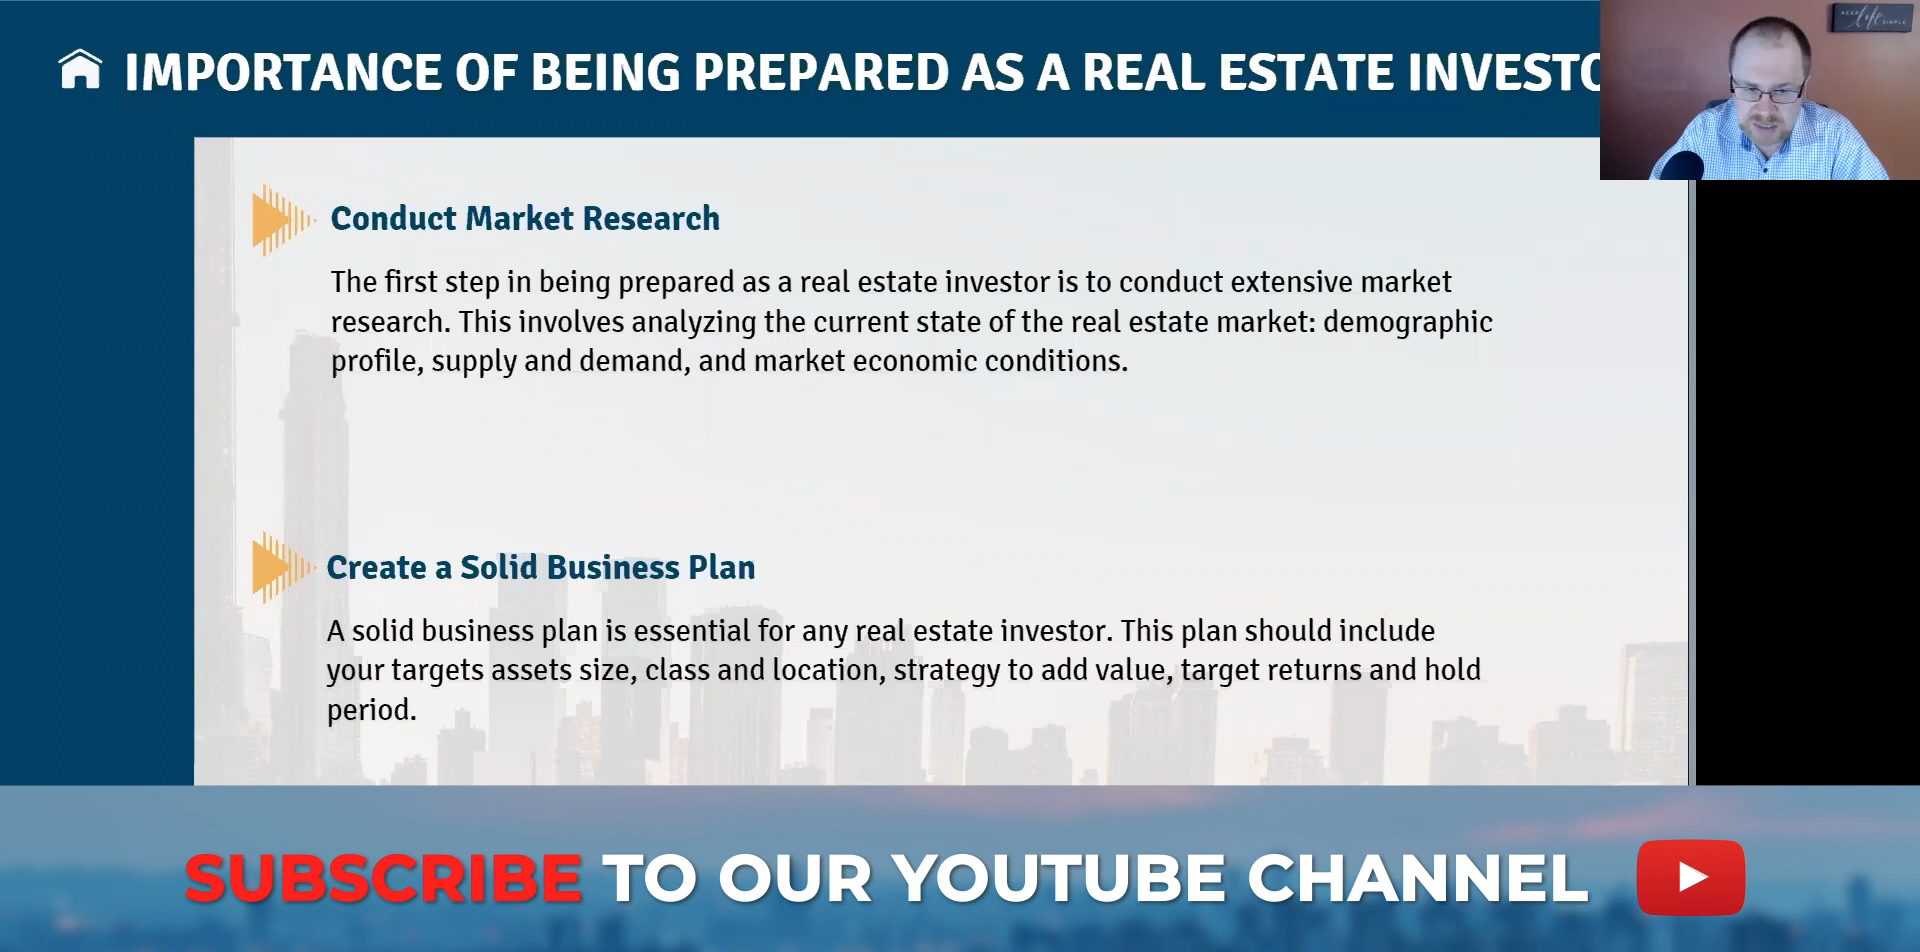 IMPORTANCE OF BEING PREPARED AS A REAL ESTATE INVESTO
KEEP life SIMPLE
Conduct Market Research
The first step in being prepared as a real estate investor is to conduct extensive market
research. This involves analyzing the current state of the real estate market: demographic
profile, supply and demand, and market economic conditions.
Create a Solid Business Plan
A solid business plan is essential for any real estate investor. This plan should include
your targets assets size, class and location, strategy to add value, target returns and hold
period.
SUBSCRIBE TO OUR YOUTUBE CHANNEL